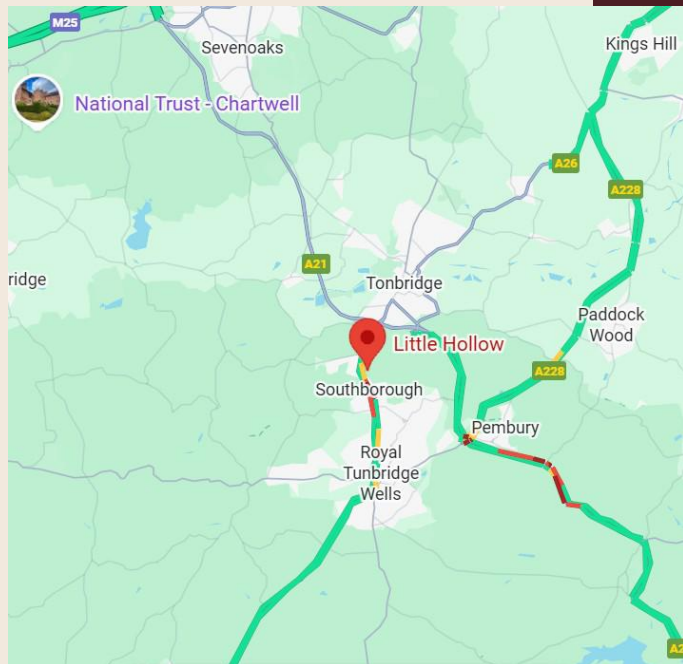 M25
Sevenoaks
Kings Hill
National Trust - Chartwell
A26
A228
A21
ridge
Tonbridge
Paddock
Wood
Little Hollow
A228
Southborough
Pembury
Royal
Tunbridge
Wells
A2